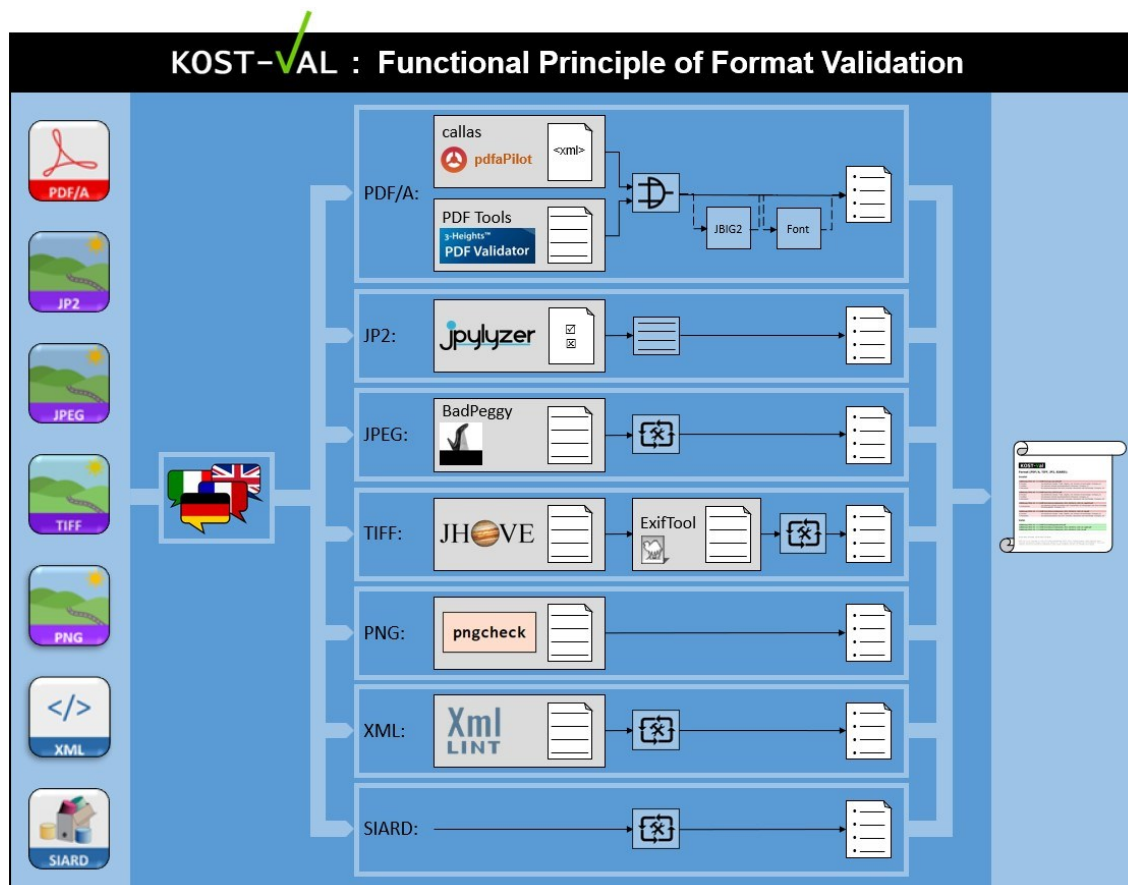 KOST-VAL : Functional Principle of Format Validation
PDF/A
JP2
JPEG
TIFF
PNG
</>
XML
SIARD
PDF/A:
callas
pdfaPilot
<xml>
PDF Tools
3-Heights™
PDF Validator
JBIG2
Font
JP2:
jpylyzer
JPEG:
BadPeggy
TIFF:
JHOVE
ExifTool
PNG:
pngcheck
XML:
Xml
LINT
SIARD:
KOST-VAL